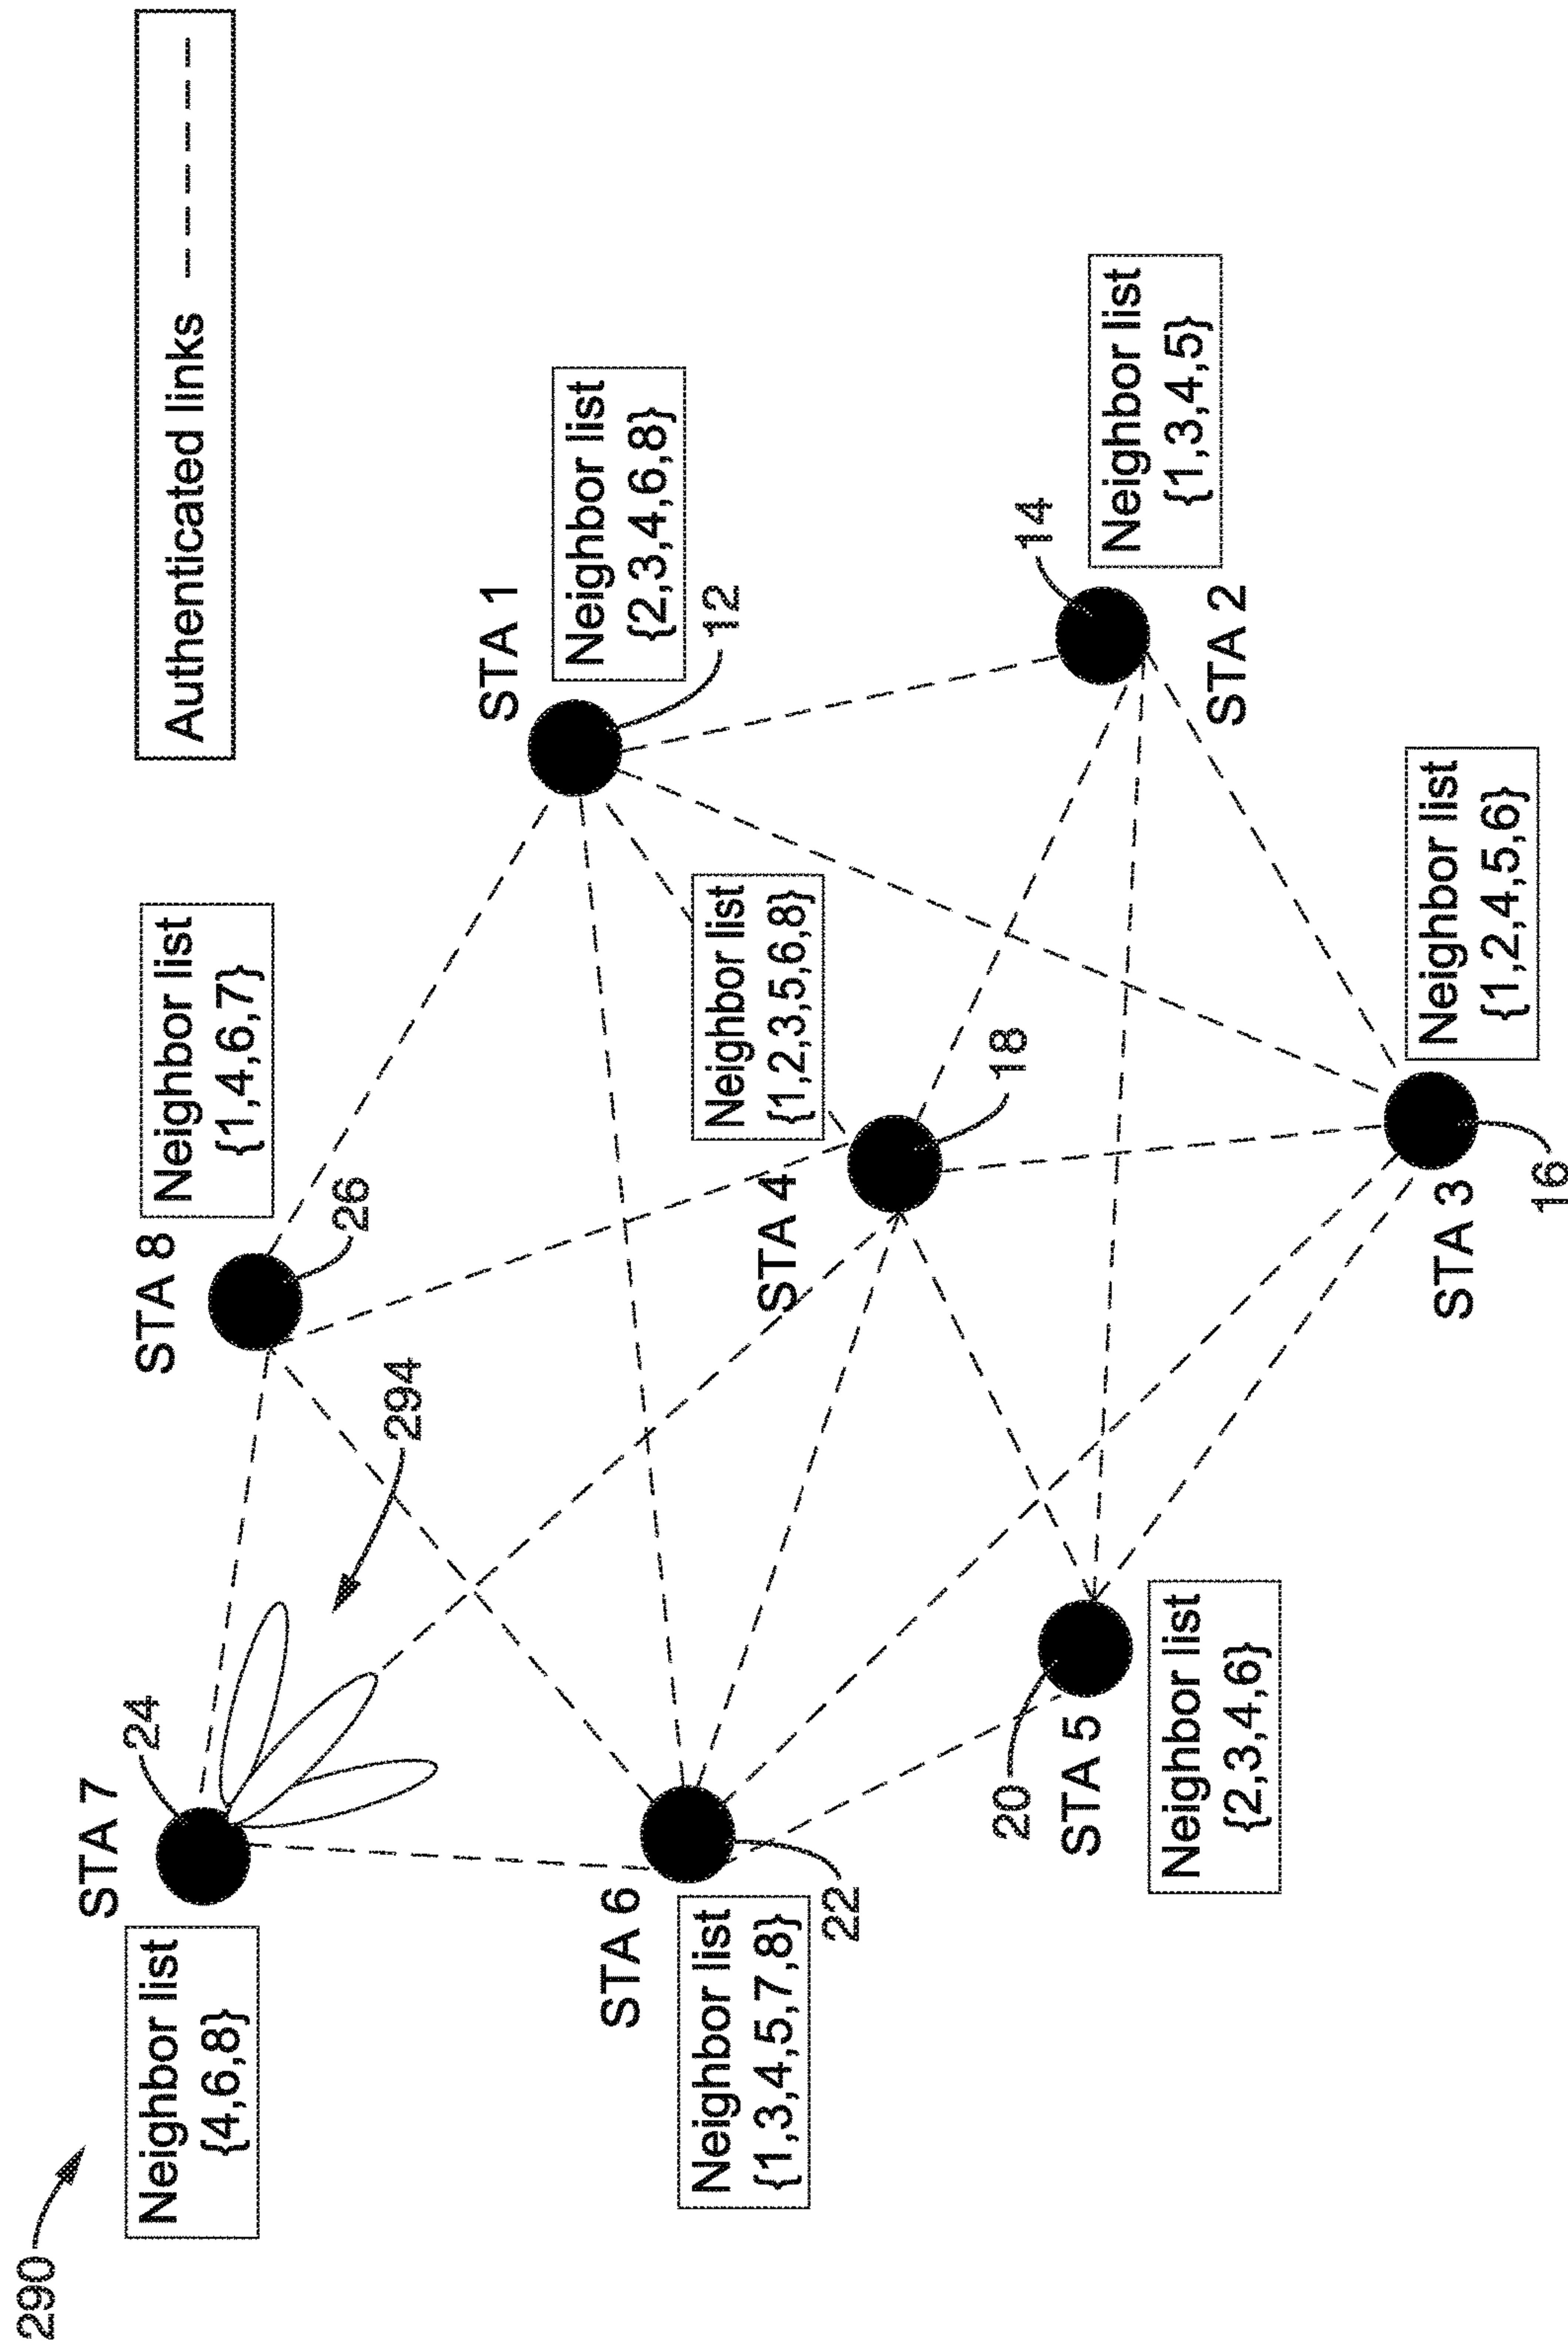 290
Authenticated links
STA 7
24
Neighbor list
{4,6,8}
294
STA 8
26
Neighbor list
{1,4,6,7}
STA 1
Neighbor list
{2,3,4,6,8}
12
STA 6
Neighbor list
{1,3,4,5,7,8}
22
Neighbor list
{1,2,3,5,6,8}
STA 4
18
20
STA 5
Neighbor list
{2,3,4,6}
14
Neighbor list
{1,3,4,5}
STA 2
Neighbor list
{1,2,4,5,6}
STA 3
16